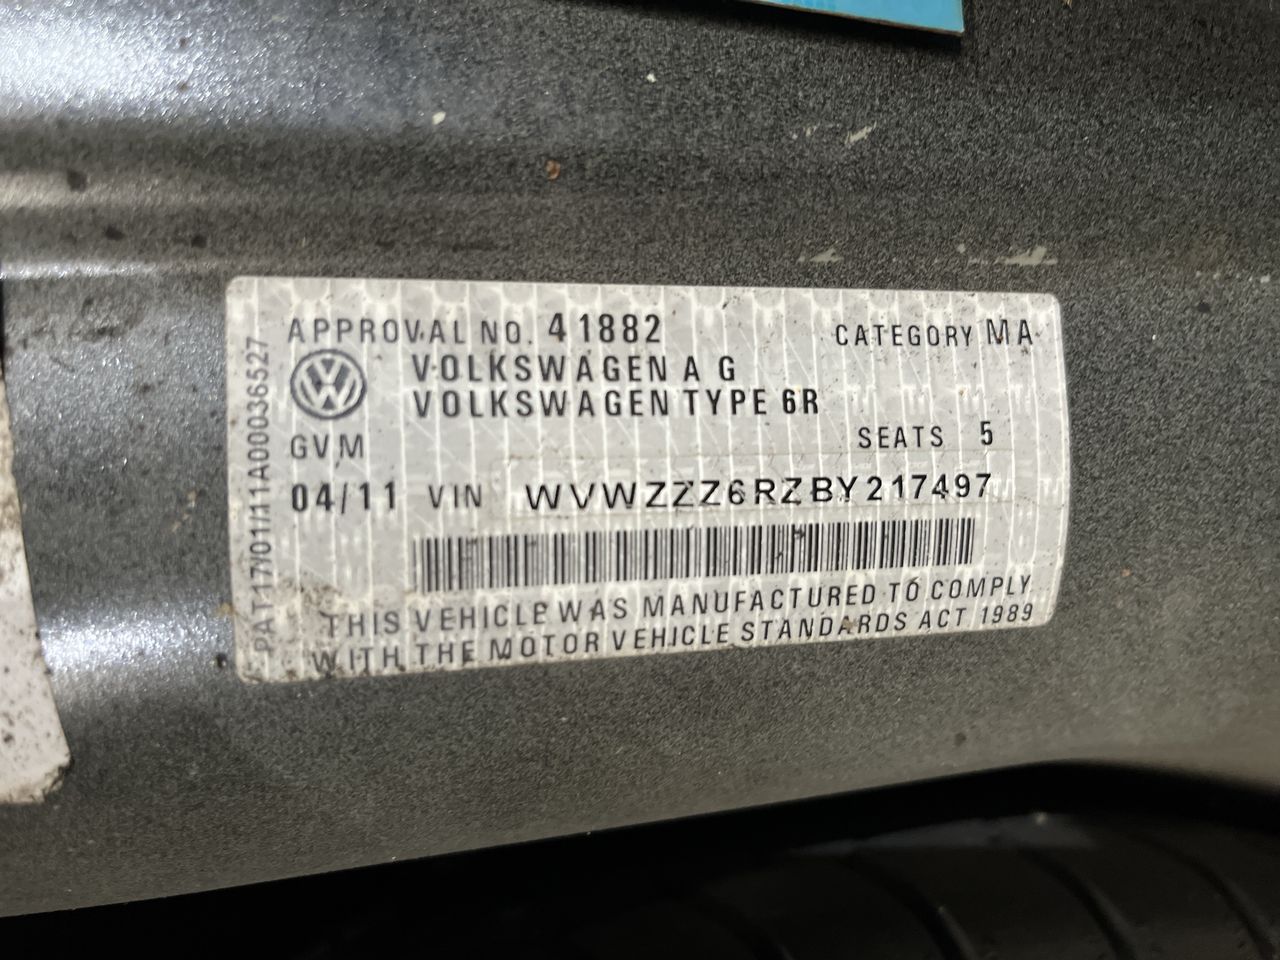 APPROVAL NO. 41882 CATEGORY MA
VOLKSWAGEN AG
VOLKSWAGEN TYPE 6R
GVM SEATS 5
04/11 VIN WVWZZZ6RZBY217497
THIS VEHICLE WAS MANUFACTURED TO COMPLY
WITH THE MOTOR VEHICLE STANDARDS ACT 1989
PAT17/01/11A00036527